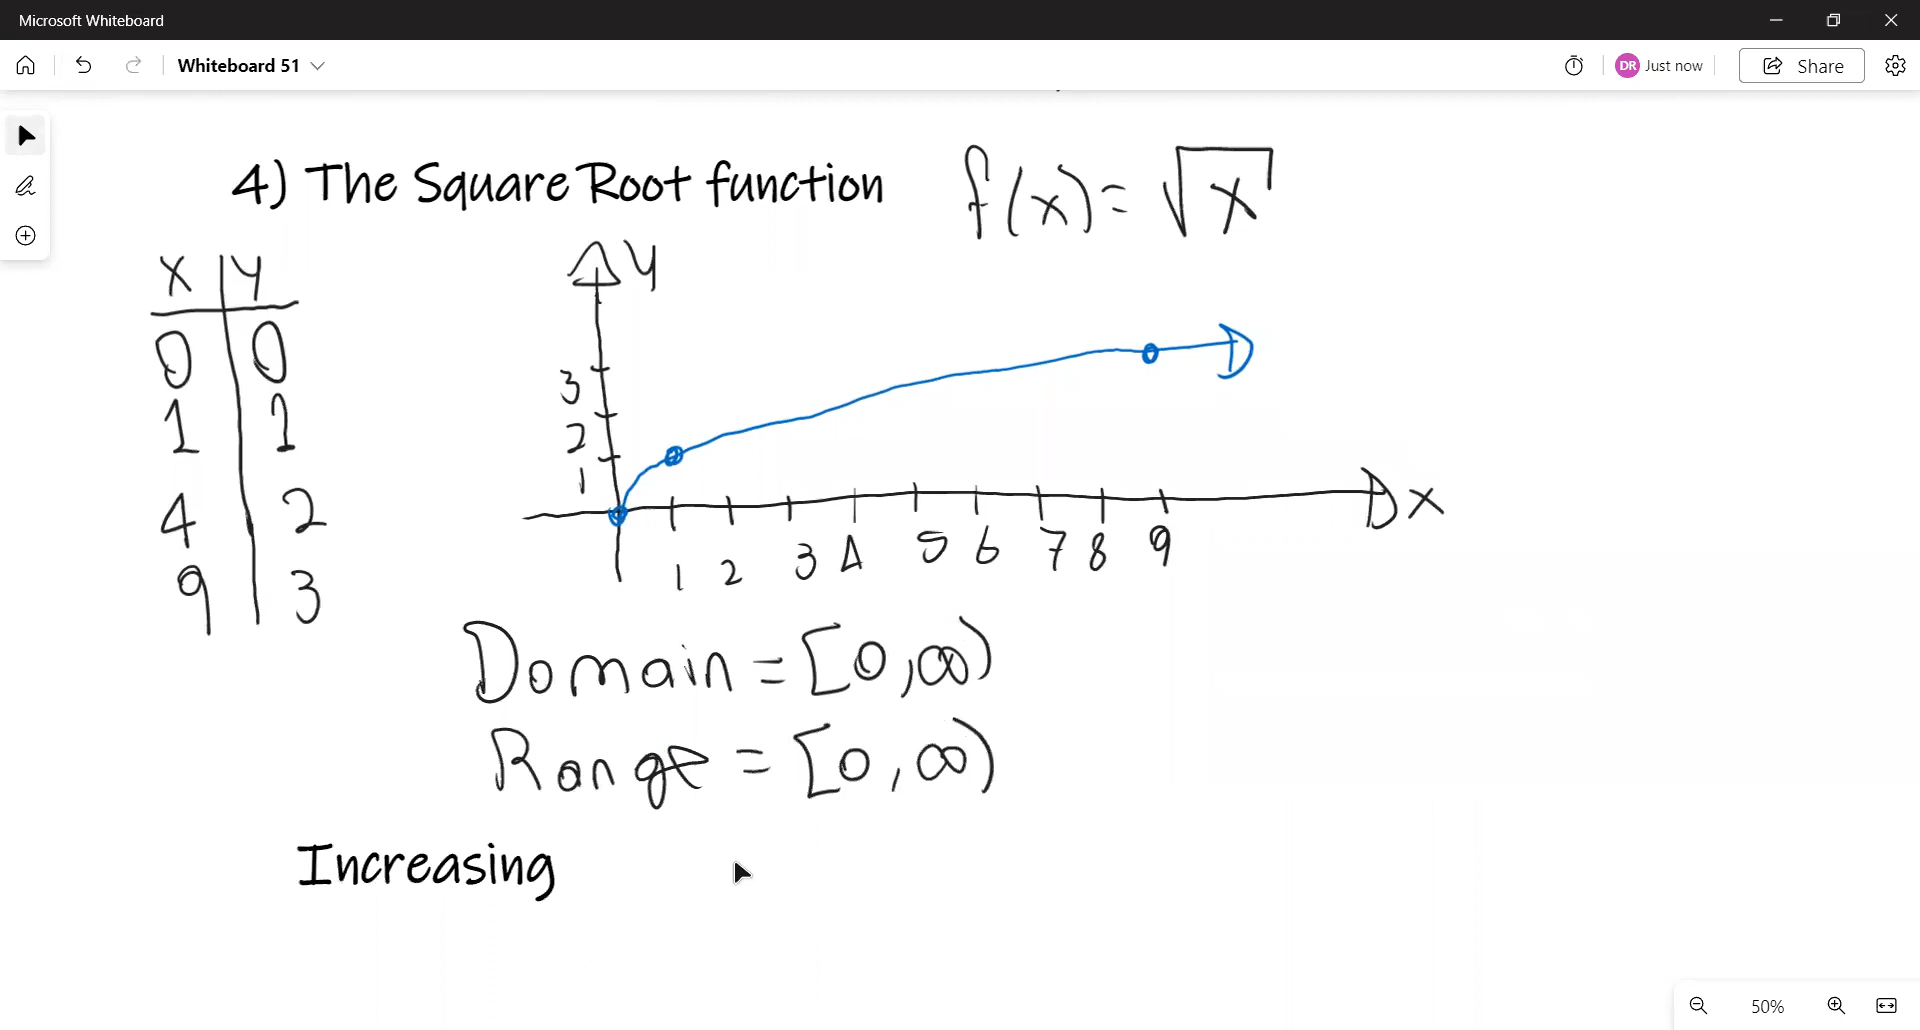 Microsoft Whiteboard
Whiteboard 51
DR Just now
Share
4) The Square Root function f(x)= √x
x y
0 0
1 1
4 2
9 3
y
3
2
1
x
1 2 3 4 5 6 7 8 9
Domain = [0,∞)
Range = [0,∞)
Increasing
50%